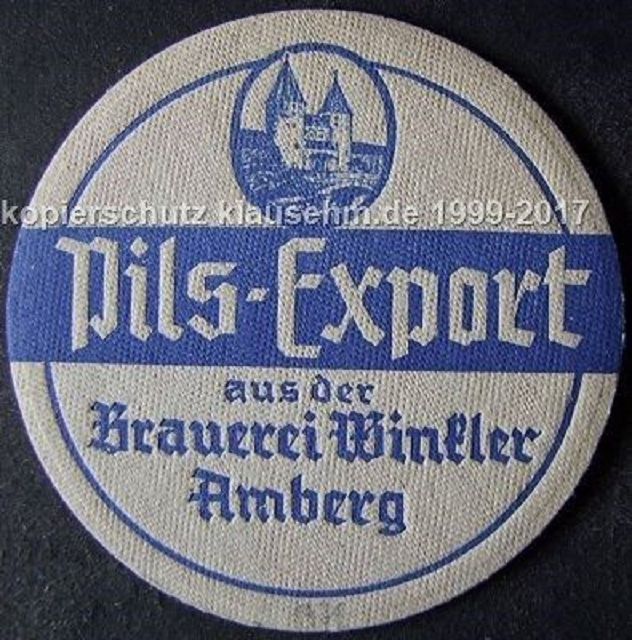 kopierschutz klausehm.de 1999-2017
Pils-Export
aus der
Brauerei Winkler
Amberg